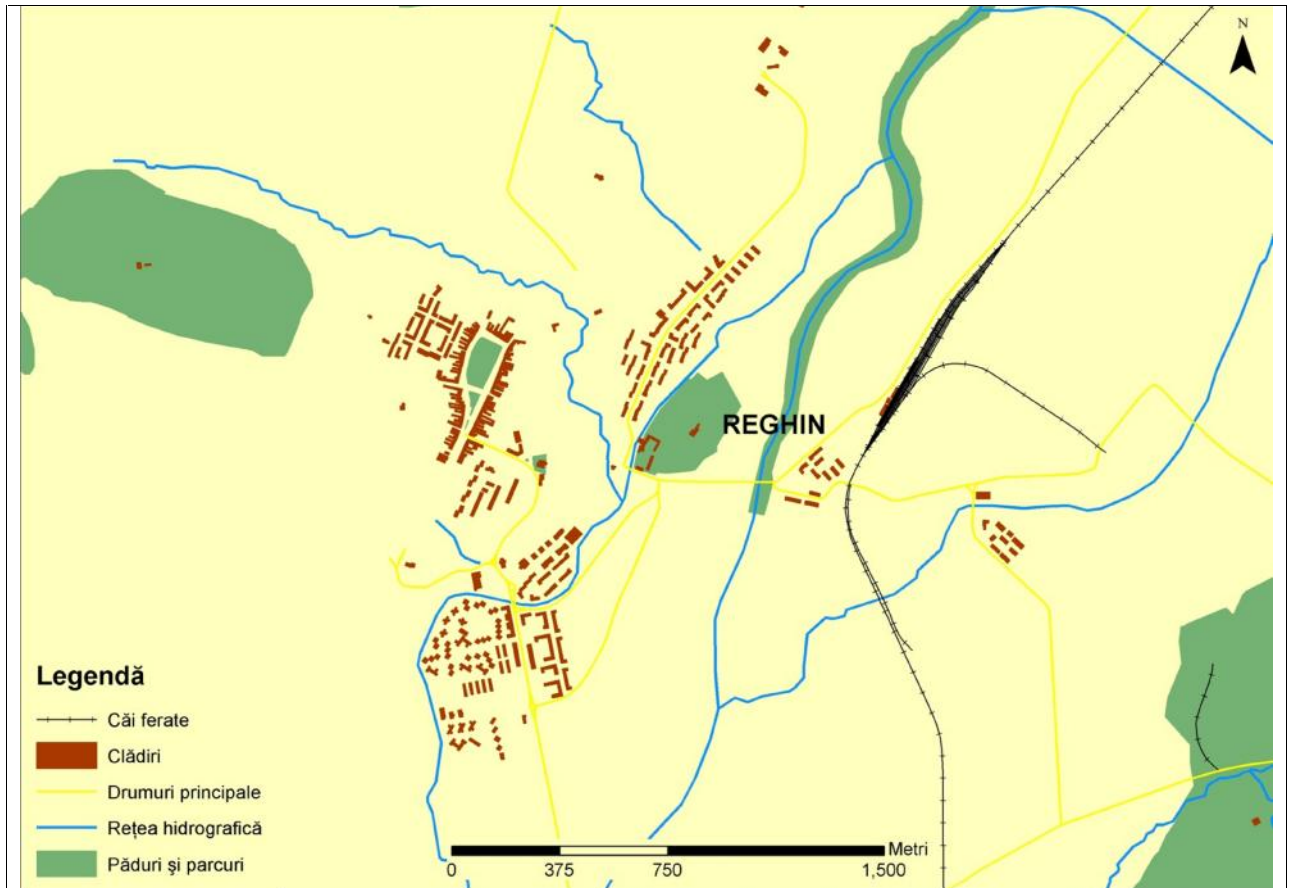 N
REGHIN
Legendă
Căi ferate
Clădiri
Drumuri principale
Rețea hidrografică
Păduri şi parcuri
Metri
0 375 750 1,500